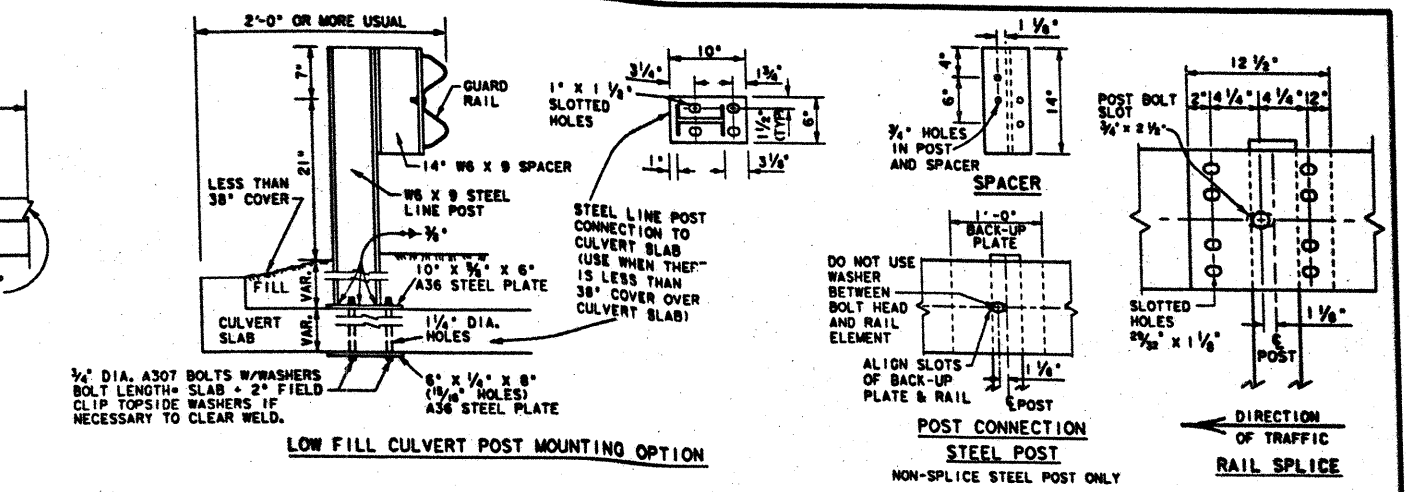 2'-0" OR MORE USUAL
7"
21"
GUARD
RAIL
14" W6 X 9 SPACER
W6 X 9 STEEL
LINE POST
3/8"
LESS THAN
38" COVER
FILL
VAR.
VAR.
CULVERT
SLAB
10" X 5/8" X 6"
A36 STEEL PLATE
1 1/4" DIA.
HOLES
3/4" DIA. A307 BOLTS W/WASHERS
BOLT LENGTH= SLAB + 2" FIELD
CLIP TOPSIDE WASHERS IF
NECESSARY TO CLEAR WELD.
6" X 1/4" X 8"
(15/16" HOLES)
A36 STEEL PLATE
LOW FILL CULVERT POST MOUNTING OPTION
10"
3 1/4"
1 3/4"
1" X 1 1/8"
SLOTTED
HOLES
1 1/2"
(TYP)
6"
1"
3 1/8"
STEEL LINE POST
CONNECTION TO
CULVERT SLAB
(USE WHEN
IS LESS THAN
38" COVER OVER
CULVERT SLAB)
1 1/8"
4"
6"
14"
3/4" HOLES
IN POST
AND SPACER
SPACER
1'-0"
BACK-UP
PLATE
DO NOT USE
WASHER
BETWEEN
BOLT HEAD
AND RAIL
ELEMENT
ALIGN SLOTS
OF BACK-UP
PLATE & RAIL
1 1/8"
℄ POST
POST CONNECTION
STEEL POST
NON-SPLICE STEEL POST ONLY
12 1/2"
2" 4 1/4" 4 1/4" 2"
POST BOLT
SLOT
3/4" X 2 1/2"
SLOTTED
HOLES
29/32" X 1 1/8"
1 1/8"
℄
POST
DIRECTION
OF TRAFFIC
RAIL SPLICE